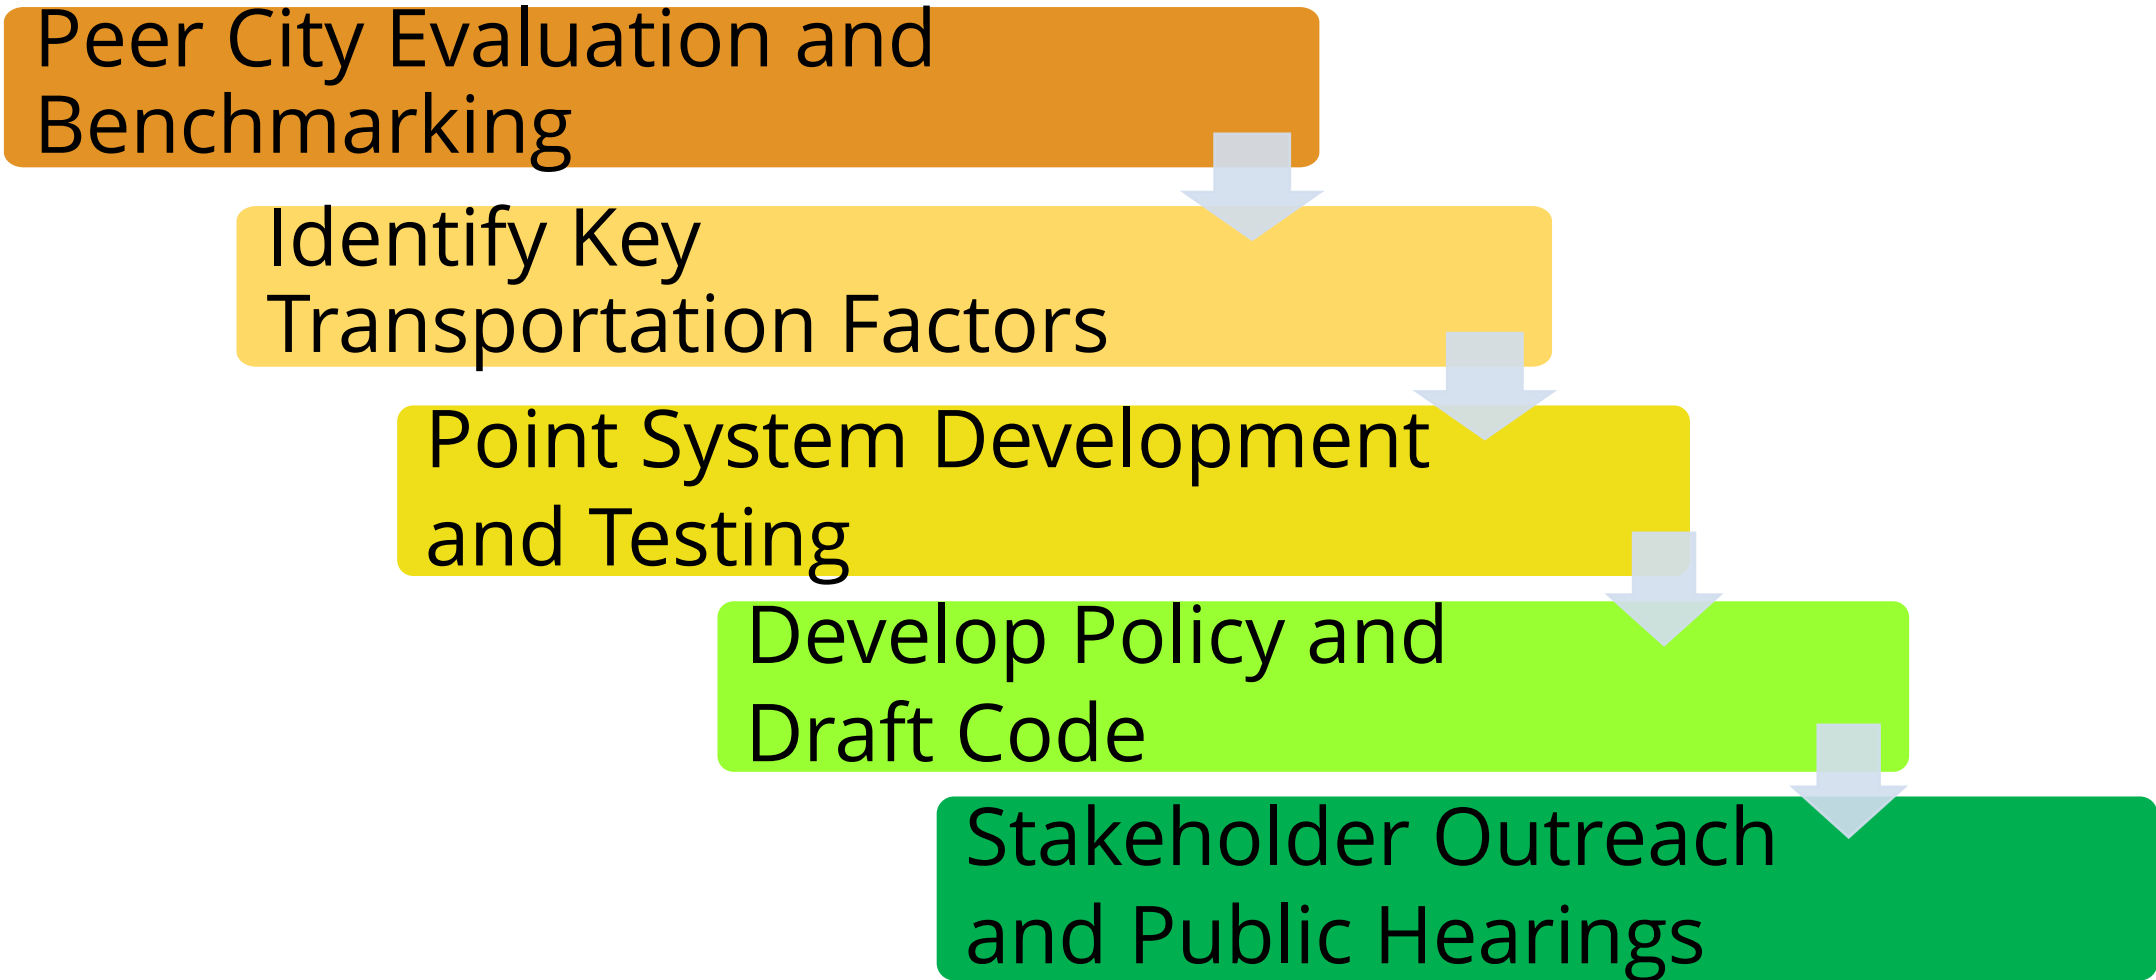 Peer City Evaluation and
Benchmarking
Identify Key
Transportation Factors
Point System Development
and Testing
Develop Policy and
Draft Code
Stakeholder Outreach
and Public Hearings